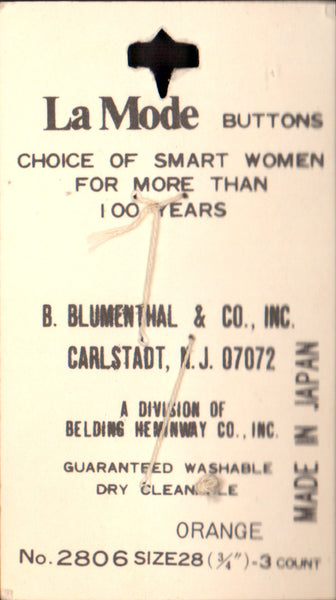 La Mode BUTTONS
CHOICE OF SMART WOMEN
FOR MORE THAN
100 YEARS
B. BLUMENTHAL & CO., INC.
CARLSTADT, N.J. 07072
A DIVISION OF
BELDING HEMINWAY CO., INC.
GUARANTEED WASHABLE
DRY CLEANABLE
MADE IN JAPAN
ORANGE
No. 2806 SIZE 28 (3/4") - 3 COUNT